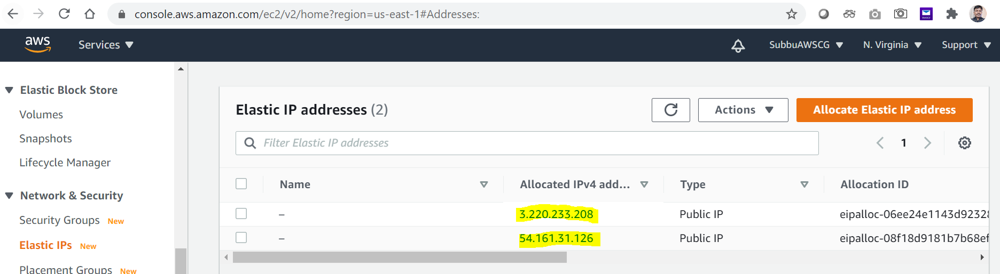 console.aws.amazon.com/ec2/v2/home?region=us-east-1#Addresses:
YAHOO!
aws
Services
SubbuAWSCG
N. Virginia
Support
Elastic Block Store
Volumes
Snapshots
Lifecycle Manager
Network & Security
Security Groups New
Elastic IPs New
Placement Groups New
Elastic IP addresses (2)
Actions
Allocate Elastic IP address
Filter Elastic IP addresses
1
Name Allocated IPv4 add... Type Allocation ID
– 3.220.233.208 Public IP eipalloc-06ee24e1143d92328
– 54.161.31.126 Public IP eipalloc-08f18d9181b7b68ef